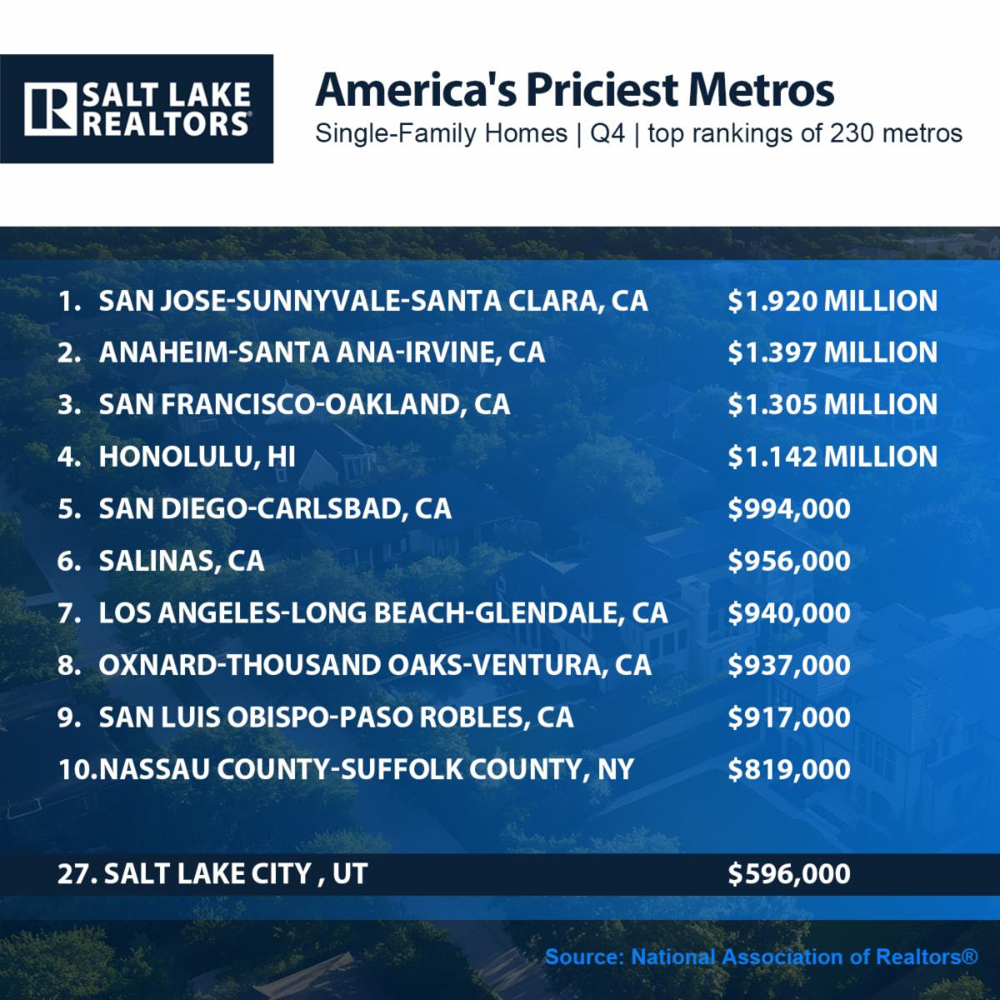 SALT LAKE
REALTORS®
America's Priciest Metros
Single-Family Homes | Q4 | top rankings of 230 metros
1. SAN JOSE-SUNNYVALE-SANTA CLARA, CA $1.920 MILLION
2. ANAHEIM-SANTA ANA-IRVINE, CA $1.397 MILLION
3. SAN FRANCISCO-OAKLAND, CA $1.305 MILLION
4. HONOLULU, HI $1.142 MILLION
5. SAN DIEGO-CARLSBAD, CA $994,000
6. SALINAS, CA $956,000
7. LOS ANGELES-LONG BEACH-GLENDALE, CA $940,000
8. OXNARD-THOUSAND OAKS-VENTURA, CA $937,000
9. SAN LUIS OBISPO-PASO ROBLES, CA $917,000
10.NASSAU COUNTY-SUFFOLK COUNTY, NY $819,000
27. SALT LAKE CITY , UT $596,000
Source: National Association of Realtors®